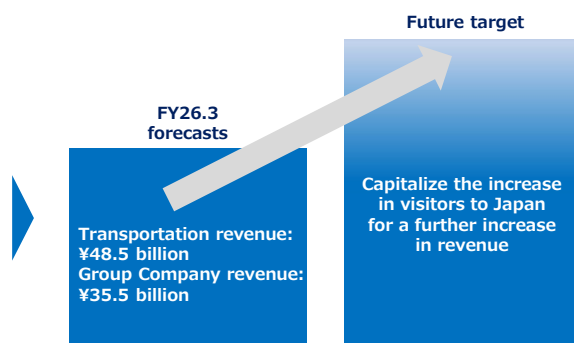 Future target
FY26.3
forecasts
Transportation revenue:
¥48.5 billion
Group Company revenue:
¥35.5 billion
Capitalize the increase
in visitors to Japan
for a further increase
in revenue